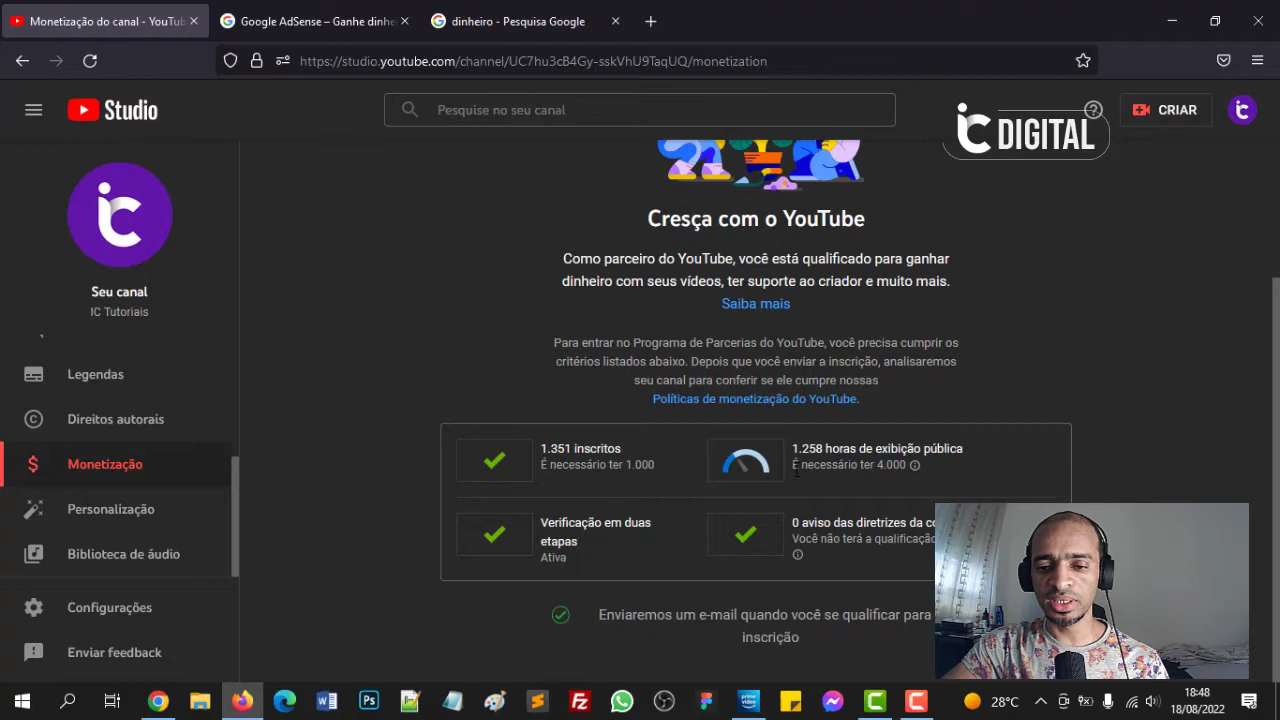 Monetização do canal - YouTub
Google AdSense – Ganhe dinhe
dinheiro - Pesquisa Google
https://studio.youtube.com/channel/UC7hu3cB4Gy-sskVhU9TaqUQ/monetization
Studio
Pesquise no seu canal
CRIAR
ic
ic DIGITAL
ic
Seu canal
IC Tutoriais
Legendas
Direitos autorais
Monetização
Personalização
Biblioteca de áudio
Configurações
Enviar feedback
Cresça com o YouTube
Como parceiro do YouTube, você está qualificado para ganhar
dinheiro com seus vídeos, ter suporte ao criador e muito mais.
Saiba mais
Para entrar no Programa de Parcerias do YouTube, você precisa cumprir os
critérios listados abaixo. Depois que você enviar a inscrição, analisaremos
seu canal para conferir se ele cumpre nossas
Políticas de monetização do YouTube.
1.351 inscritos
É necessário ter 1.000
1.258 horas de exibição pública
É necessário ter 4.000
Verificação em duas
etapas
Ativa
0 aviso das diretrizes da co
Você não terá a qualificação
Enviaremos um e-mail quando você se qualificar para
inscrição
28°C
18:48
18/08/2022